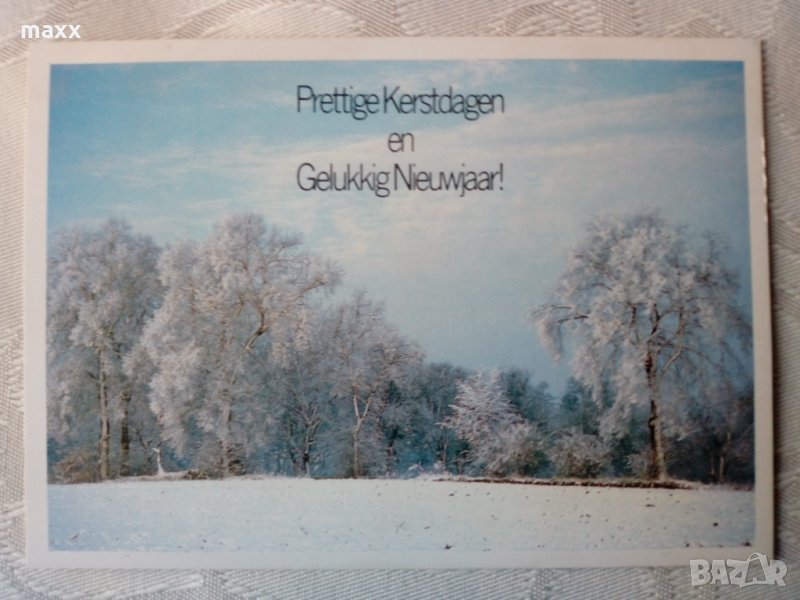 maxx
Prettige Kerstdagen
en
Gelukkig Nieuwjaar!
BAZAR